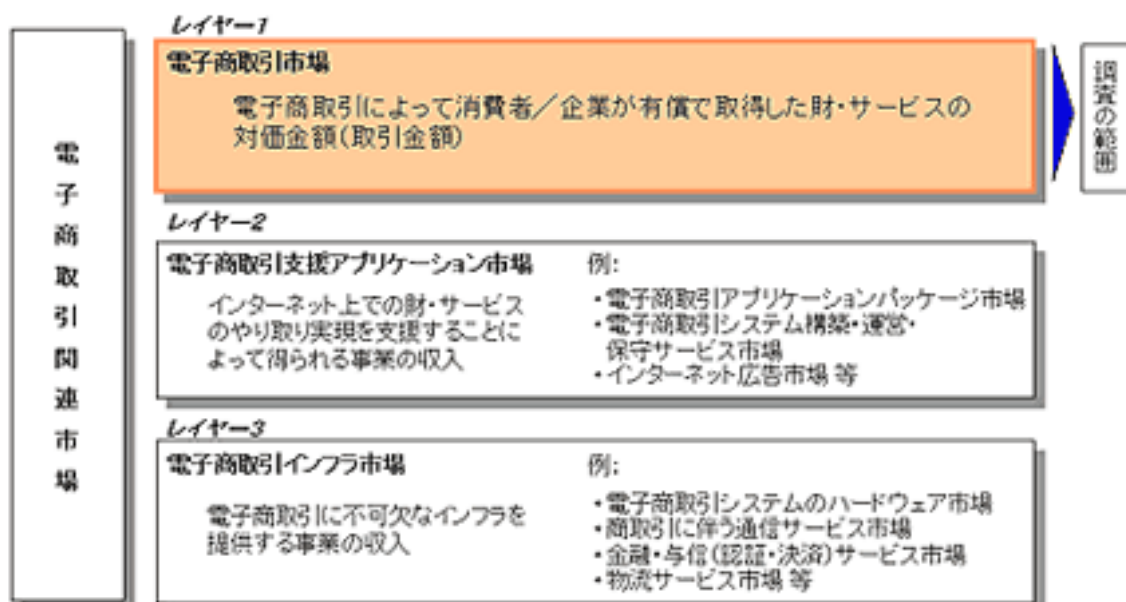 電子商取引関連市場
レイヤー1
電子商取引市場
電子商取引によって消費者／企業が有償で取得した財・サービスの
対価金額(取引金額)
調査の範囲
レイヤー2
電子商取引支援アプリケーション市場
インターネット上での財・サービス
のやり取り実現を支援することに
よって得られる事業の収入
例:
・電子商取引アプリケーションパッケージ市場
・電子商取引システム構築・運営・
保守サービス市場
・インターネット広告市場 等
レイヤー3
電子商取引インフラ市場
電子商取引に不可欠なインフラを
提供する事業の収入
例:
・電子商取引システムのハードウェア市場
・商取引に伴う通信サービス市場
・金融・与信(認証・決済)サービス市場
・物流サービス市場 等